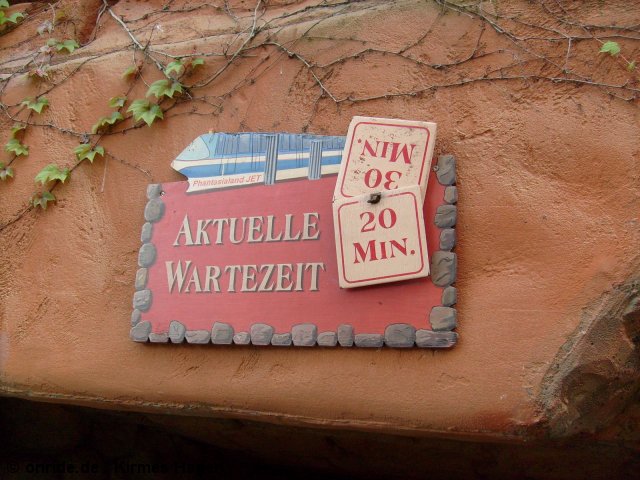 Phantasialand JET
30
MIN.
AKTUELLE
WARTEZEIT
20
MIN.